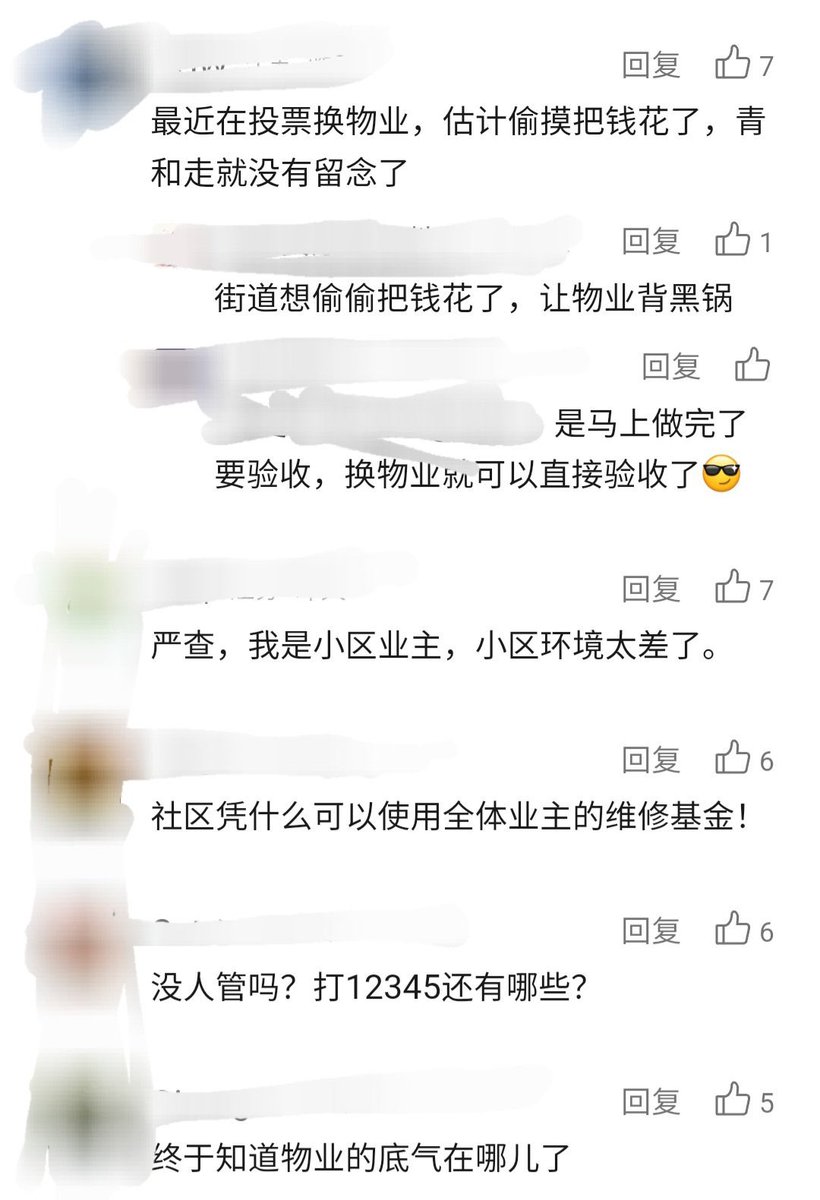 回复 7
最近在投票换物业，估计偷摸把钱花了，青
和走就没有留念了
回复 1
街道想偷偷把钱花了，让物业背黑锅
回复
是马上做完了
要验收，换物业就可以直接验收了😎
回复 7
严查，我是小区业主，小区环境太差了。
回复 6
社区凭什么可以使用全体业主的维修基金！
回复 6
没人管吗？打12345还有哪些？
回复 5
终于知道物业的底气在哪儿了